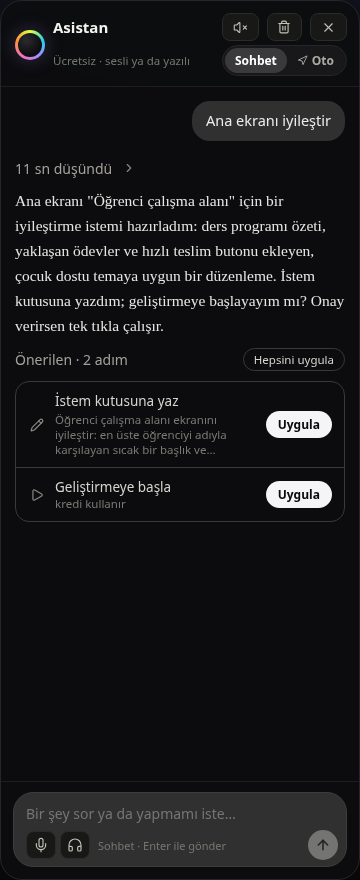 Asistan
Ücretsiz · sesli ya da yazılı
Sohbet
Oto
Ana ekranı iyileştir
11 sn düşündü
Ana ekranı "Öğrenci çalışma alanı" için bir
iyileştirme istemi hazırladım: ders programı özeti,
yaklaşan ödevler ve hızlı teslim butonu ekleyen,
çocuk dostu temaya uygun bir düzenleme. İstem
kutusuna yazdım; geliştirmeye başlayayım mı? Onay
verirsen tek tıkla çalışır.
Önerilen · 2 adım
Hepsini uygula
İstem kutusuna yaz
Öğrenci çalışma alanı ekranını
iyileştir: en üste öğrenciyi adıyla
karşılayan sıcak bir başlık ve...
Uygula
Geliştirmeye başla
kredi kullanır
Uygula
Bir şey sor ya da yapmamı iste...
Sohbet · Enter ile gönder